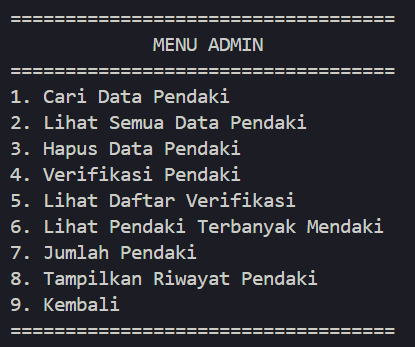 ===================================
MENU ADMIN
===================================
1. Cari Data Pendaki
2. Lihat Semua Data Pendaki
3. Hapus Data Pendaki
4. Verifikasi Pendaki
5. Lihat Daftar Verifikasi
6. Lihat Pendaki Terbanyak Mendaki
7. Jumlah Pendaki
8. Tampilkan Riwayat Pendaki
9. Kembali
===================================